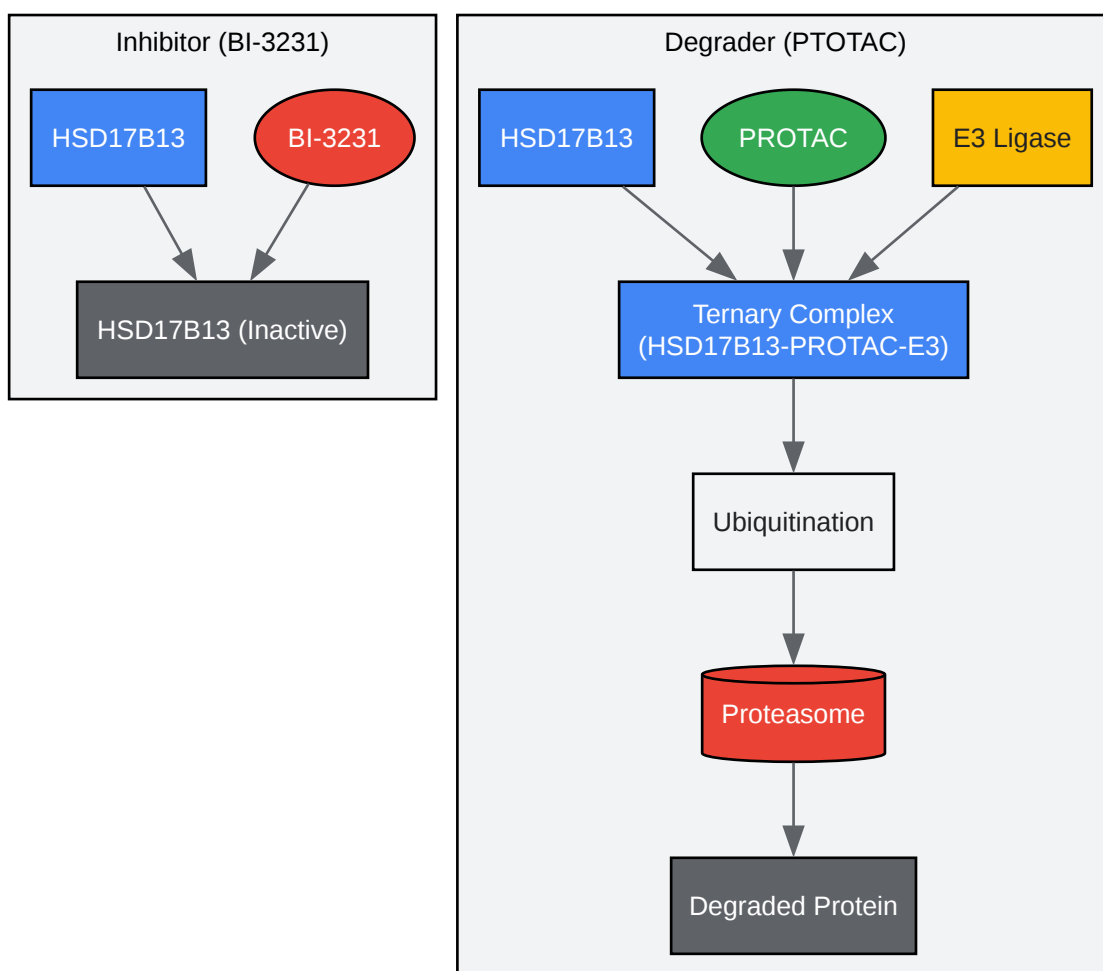 Inhibitor (BI-3231)
HSD17B13
BI-3231
HSD17B13 (Inactive)
Degrader (PTOTAC)
HSD17B13
PROTAC
E3 Ligase
Ternary Complex
(HSD17B13-PROTAC-E3)
Ubiquitination
Proteasome
Degraded Protein